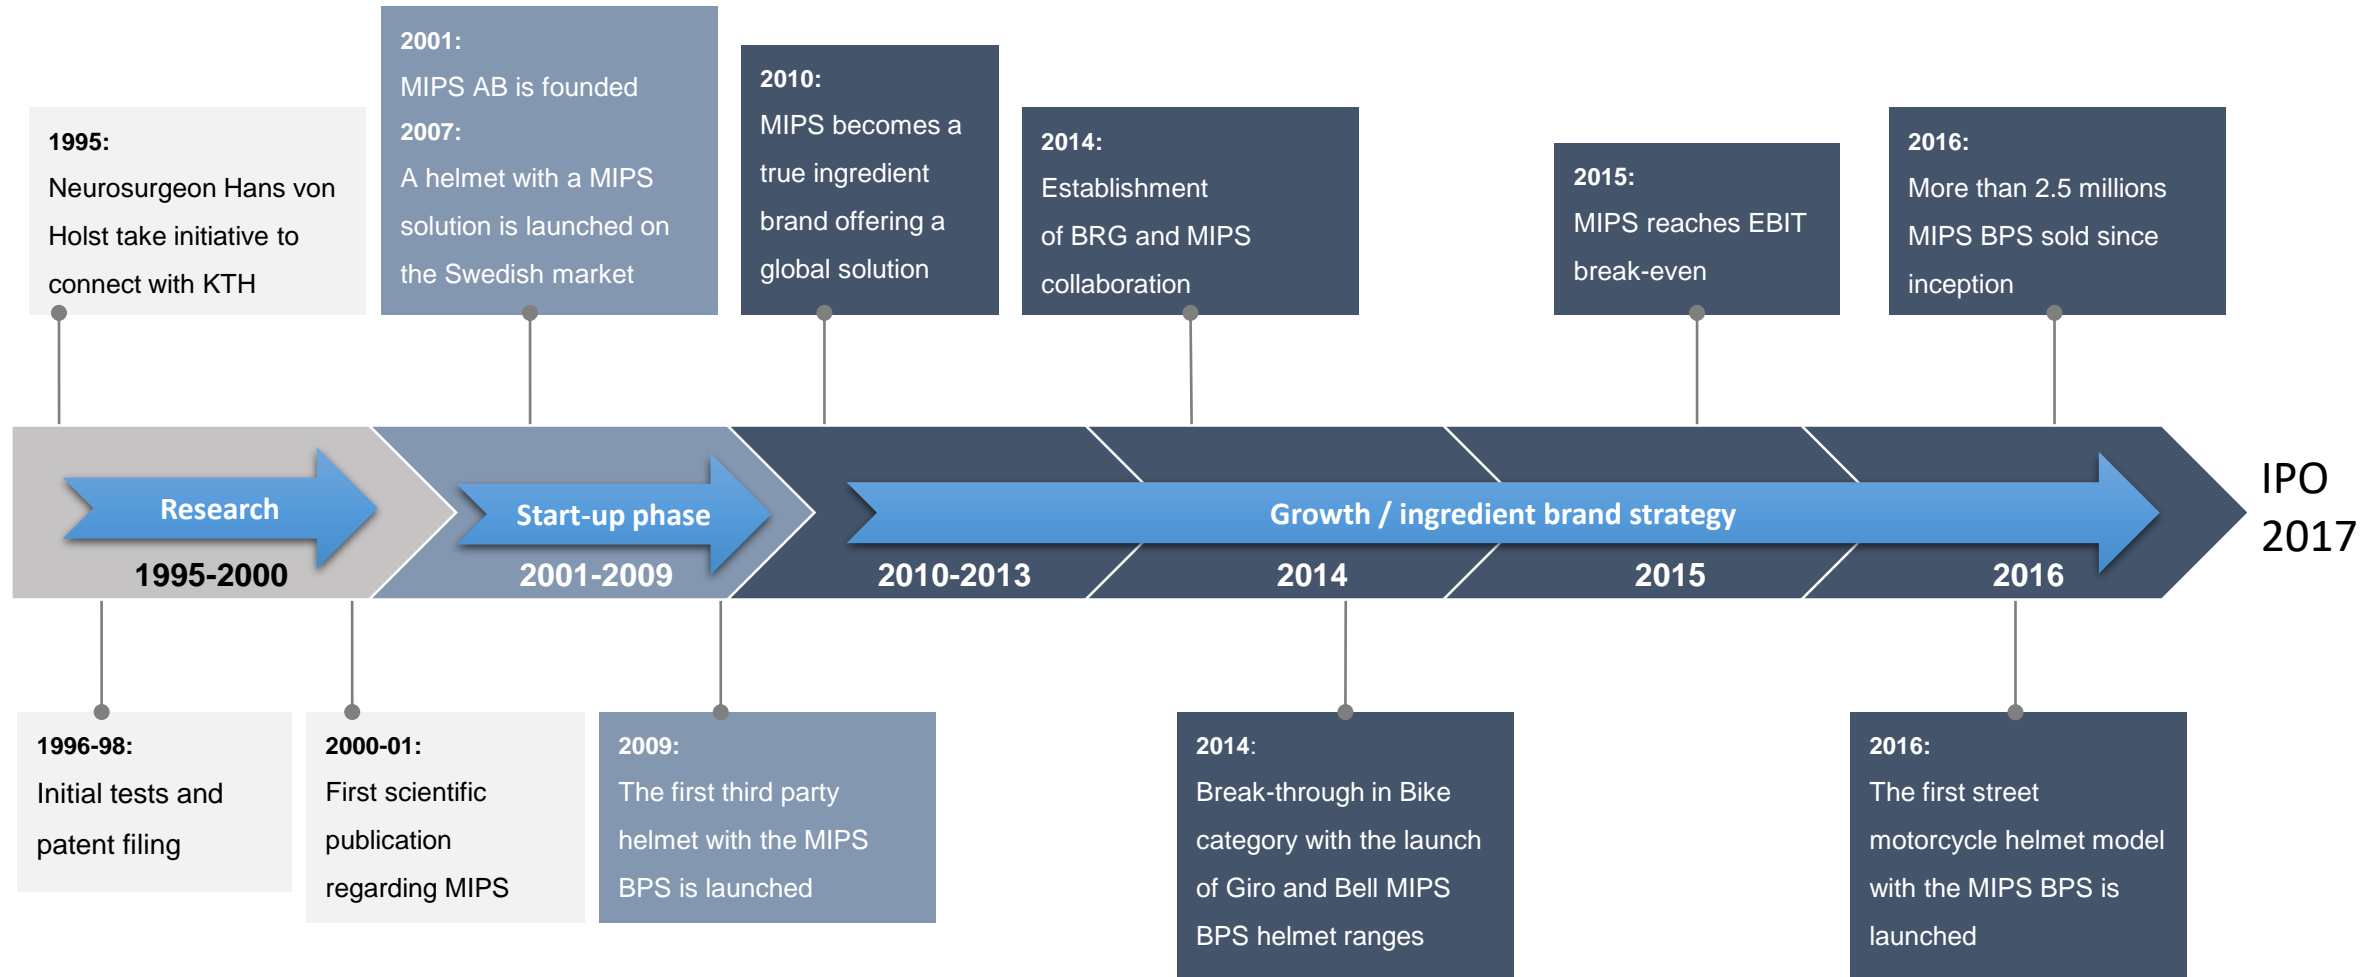 1995:
Neurosurgeon Hans von
Holst take initiative to
connect with KTH
2001:
MIPS AB is founded
2007:
A helmet with a MIPS
solution is launched on
the Swedish market
2010:
MIPS becomes a
true ingredient
brand offering a
global solution
2014:
Establishment
of BRG and MIPS
collaboration
2015:
MIPS reaches EBIT
break-even
2016:
More than 2.5 millions
MIPS BPS sold since
inception
Research
Start-up phase
Growth / ingredient brand strategy
1995-2000
2001-2009
2010-2013
2014
2015
2016
IPO
2017
1996-98:
Initial tests and
patent filing
2000-01:
First scientific
publication
regarding MIPS
2009:
The first third party
helmet with the MIPS
BPS is launched
2014:
Break-through in Bike
category with the launch
of Giro and Bell MIPS
BPS helmet ranges
2016:
The first street
motorcycle helmet model
with the MIPS BPS is
launched